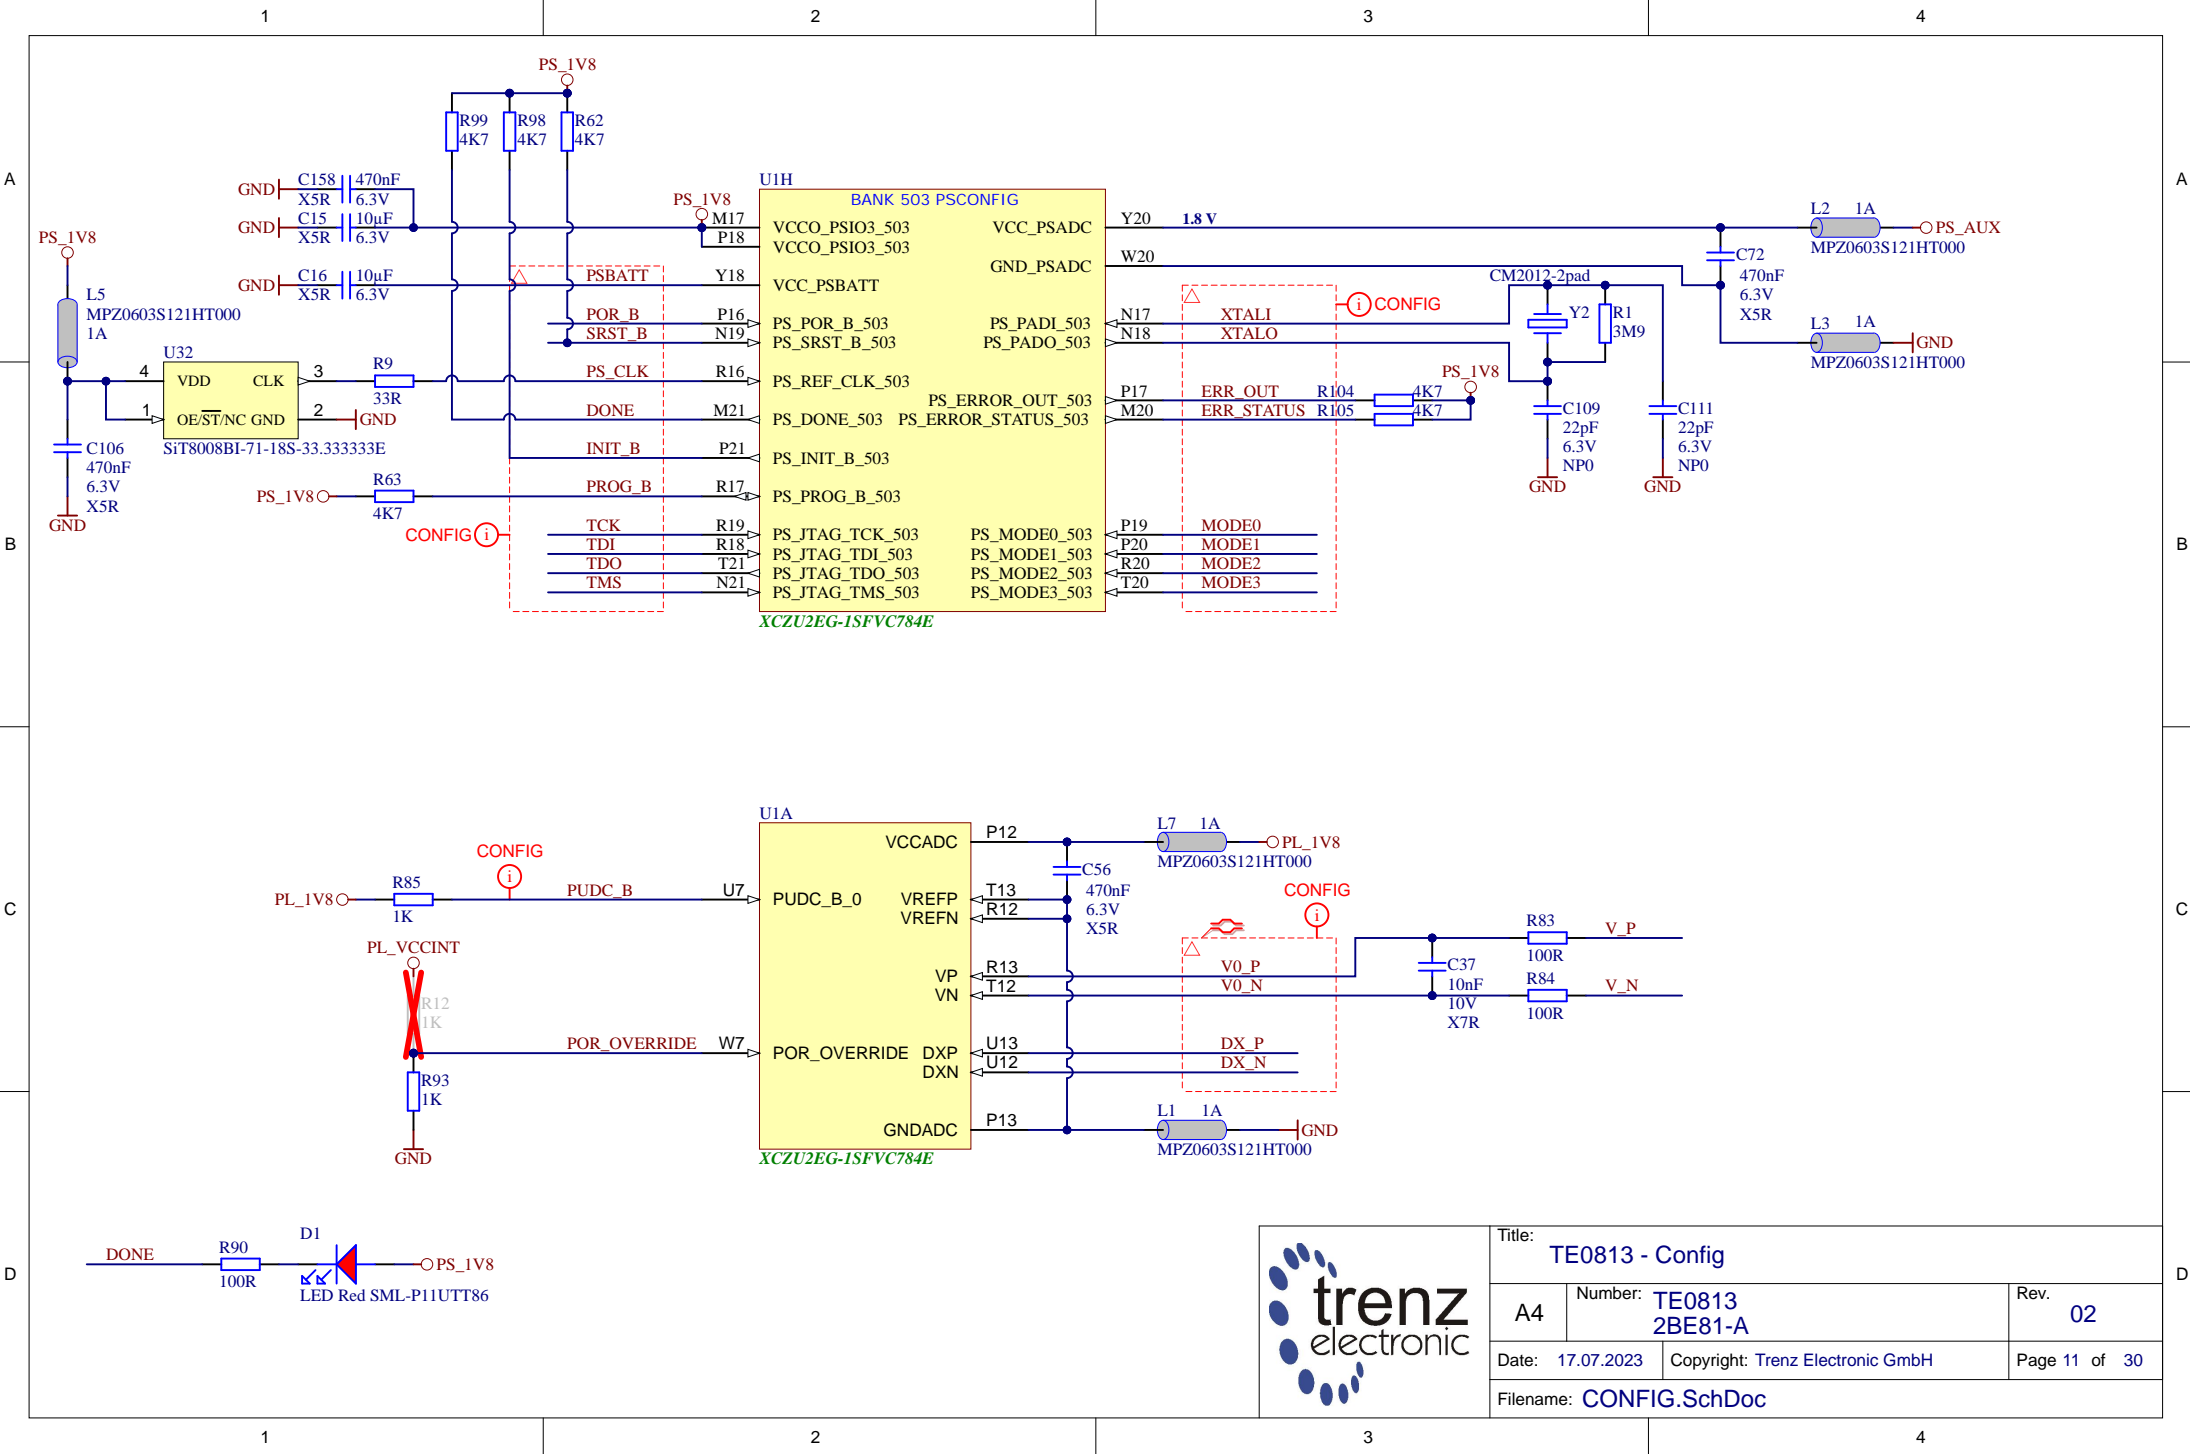 1 2 3 4
A A
B B
C C
D D
1 2 3 4
PS_1V8
R99
4K7
R98
4K7
R62
4K7
GND
C158
X5R
470nF
6.3V
GND
C15
X5R
10µF
6.3V
GND
C16
X5R
10µF
6.3V
PS_1V8
L5
MPZ0603S121HT000
1A
U32
4 VDD CLK 3
1 OE/ST/NC GND 2
GND
SiT8008BI-71-18S-33.333333E
C106
470nF
6.3V
X5R
GND
R9
33R
PS_1V8
R63
4K7
CONFIG
i
PS_1V8
PSBATT
POR_B
SRST_B
PS_CLK
DONE
INIT_B
PROG_B
TCK
TDI
TDO
TMS
U1H
BANK 503 PSCONFIG
M17 VCCO_PSIO3_503
P18 VCCO_PSIO3_503
Y18 VCC_PSBATT
P16 PS_POR_B_503
N19 PS_SRST_B_503
R16 PS_REF_CLK_503
M21 PS_DONE_503
P21 PS_INIT_B_503
R17 PS_PROG_B_503
R19 PS_JTAG_TCK_503
R18 PS_JTAG_TDI_503
T21 PS_JTAG_TDO_503
N21 PS_JTAG_TMS_503
VCC_PSADC Y20 1.8 V
GND_PSADC W20
PS_PADI_503 N17 XTALI
PS_PADO_503 N18 XTALO
PS_ERROR_OUT_503 P17 ERR_OUT R104 4K7
PS_ERROR_STATUS_503 M20 ERR_STATUS R105 4K7
PS_MODE0_503 P19 MODE0
PS_MODE1_503 P20 MODE1
PS_MODE2_503 R20 MODE2
PS_MODE3_503 T20 MODE3
XCZU2EG-1SFVC784E
i CONFIG
PS_1V8
CM2012-2pad
Y2
R1
3M9
C109
22pF
6.3V
NP0
GND
C111
22pF
6.3V
NP0
GND
C72
470nF
6.3V
X5R
L2 1A
PS_AUX
MPZ0603S121HT000
L3 1A
GND
MPZ0603S121HT000
CONFIG
i
PL_1V8
R85
1K
PUDC_B
PL_VCCINT
R12
1K
POR_OVERRIDE
R93
1K
GND
U1A
U7 PUDC_B_0
W7 POR_OVERRIDE
VCCADC P12
VREFP T13
VREFN R12
VP R13
VN T12
DXP U13
DXN U12
GNDADC P13
XCZU2EG-1SFVC784E
C56
470nF
6.3V
X5R
L7 1A
PL_1V8
MPZ0603S121HT000
CONFIG
i
V0_P
V0_N
DX_P
DX_N
L1 1A
GND
MPZ0603S121HT000
C37
10nF
10V
X7R
R83
100R
V_P
R84
100R
V_N
DONE
R90
100R
D1
PS_1V8
LED Red SML-P11UTT86
trenz
electronic
Title:
TE0813 - Config
A4
Number: TE0813
2BE81-A
Rev.
02
Date: 17.07.2023
Copyright: Trenz Electronic GmbH
Page 11 of 30
Filename: CONFIG.SchDoc